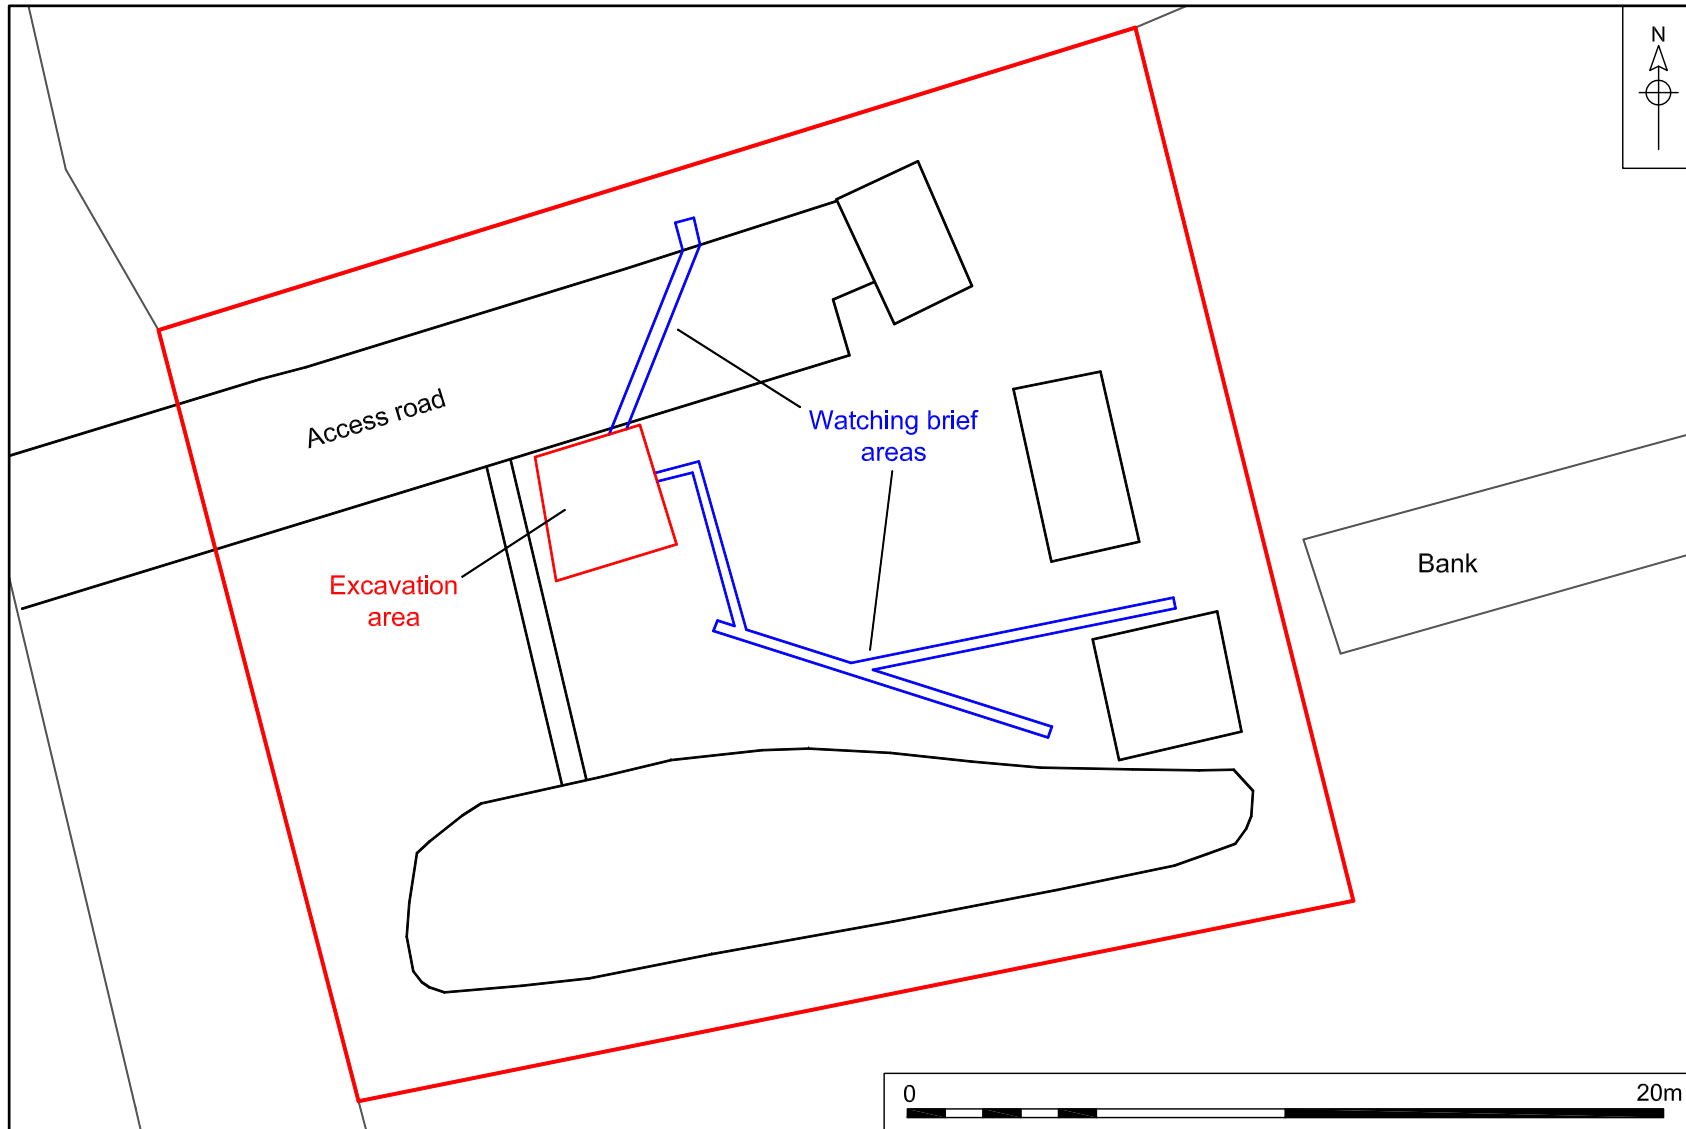 N
Access road
Watching brief
areas
Excavation
area
Bank
0
20m